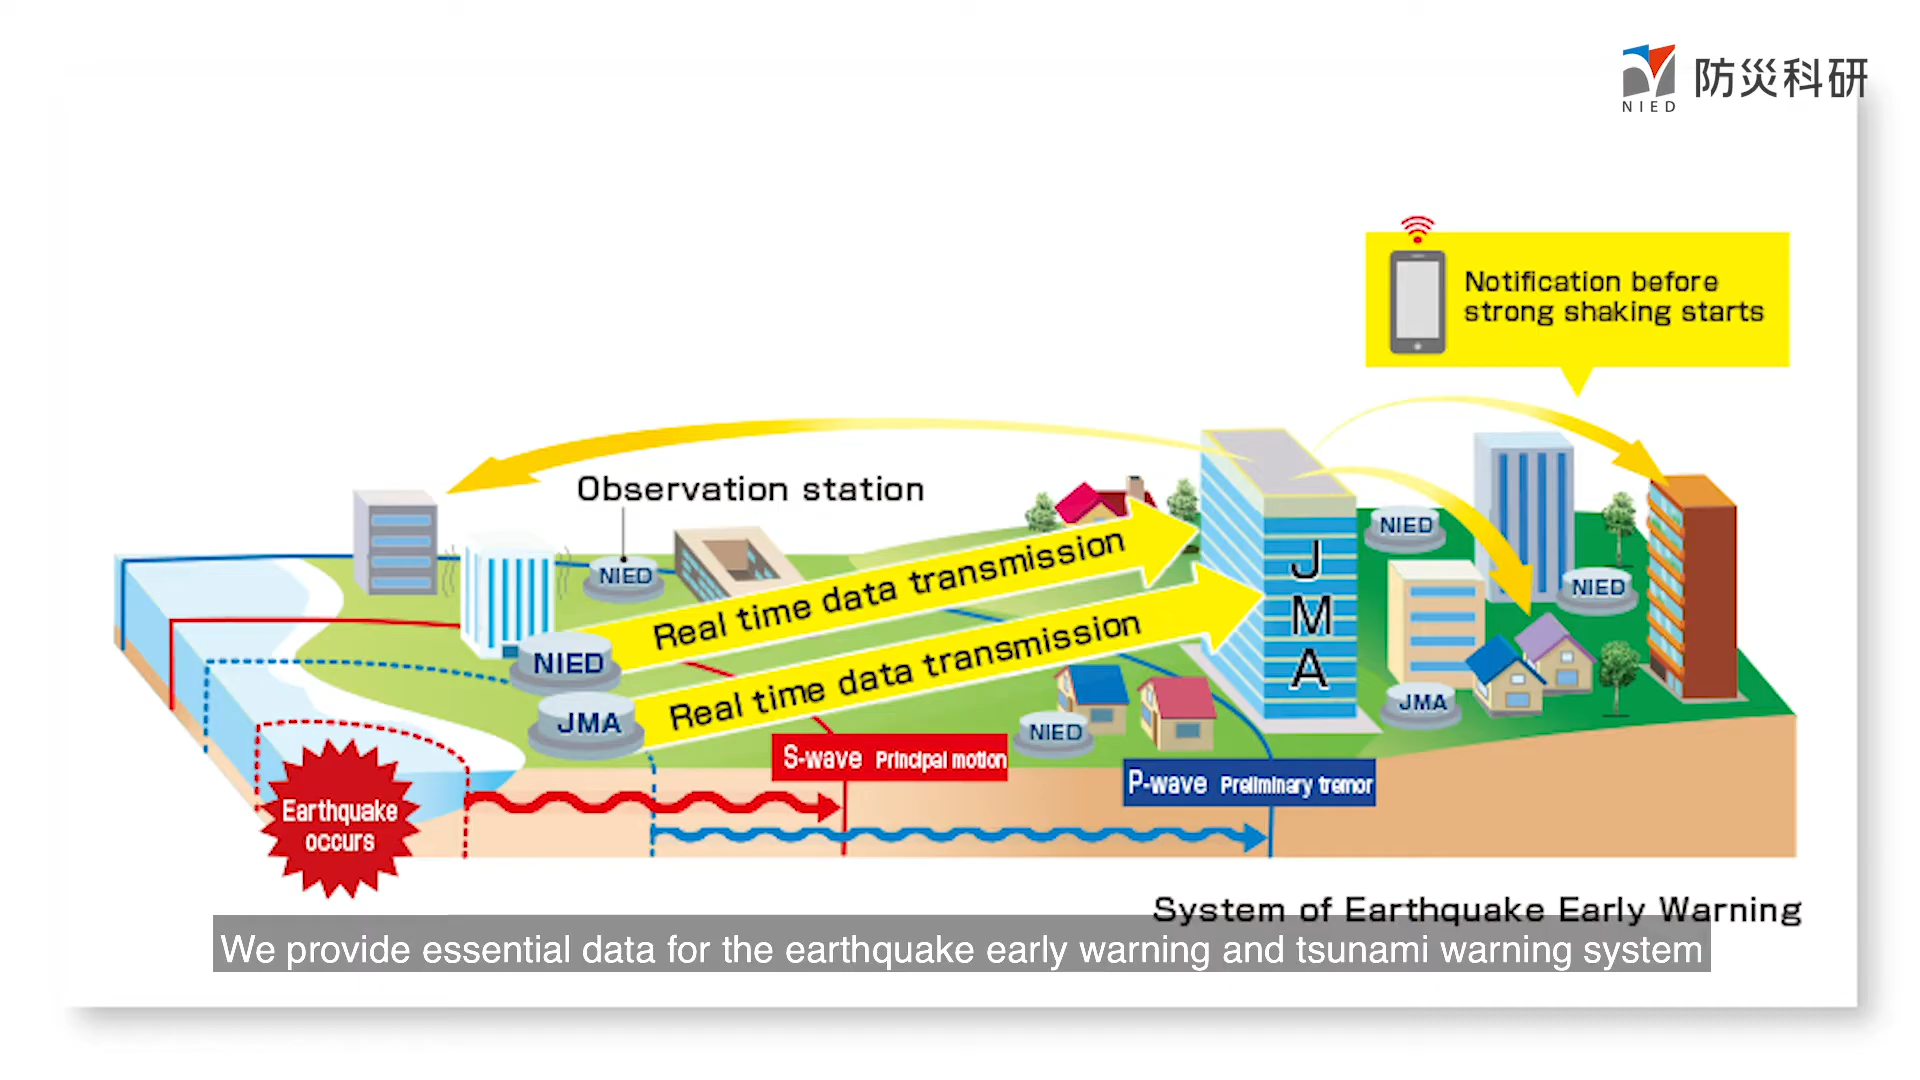 NIED
防災科研
Notification before
strong shaking starts
Observation station
NIED
NIED
NIED
Real time data transmission
JMA
NIED
JMA
Real time data transmission
JMA
NIED
S-wave Principal motion
P-wave Preliminary tremor
Earthquake
occurs
System of Earthquake Early Warning
We provide essential data for the earthquake early warning and tsunami warning system